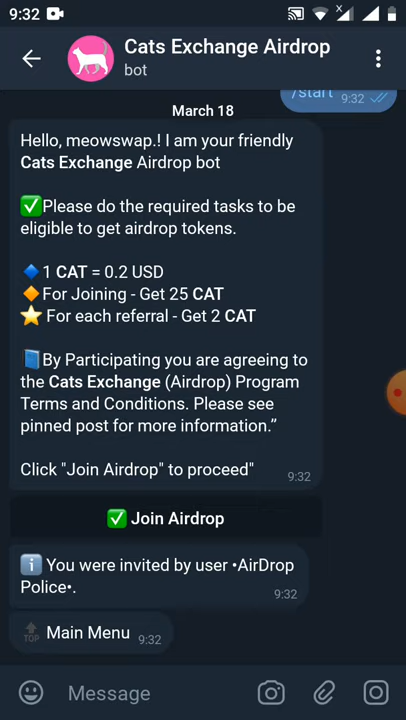 9:32
Cats Exchange Airdrop
bot
/start 9:32
March 18
Hello, meowswap.! I am your friendly
Cats Exchange Airdrop bot
Please do the required tasks to be
eligible to get airdrop tokens.
1 CAT = 0.2 USD
For Joining - Get 25 CAT
For each referral - Get 2 CAT
By Participating you are agreeing to
the Cats Exchange (Airdrop) Program
Terms and Conditions. Please see
pinned post for more information.”
Click "Join Airdrop" to proceed"
9:32
Join Airdrop
You were invited by user •AirDrop
Police•.
9:32
TOP Main Menu 9:32
Message